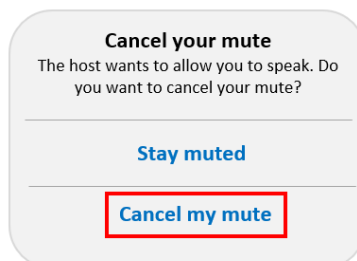 Cancel your mute
The host wants to allow you to speak. Do
you want to cancel your mute?
Stay muted
Cancel my mute